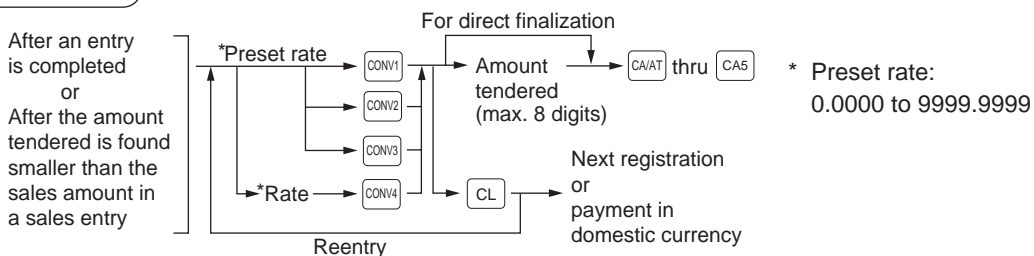 For direct finalization
After an entry
is completed
or
After the amount
tendered is found
smaller than the
sales amount in
a sales entry
*Preset rate
CONV1
CONV2
CONV3
*Rate
CONV4
Amount
tendered
(max. 8 digits)
CA/AT thru CA5
* Preset rate:
0.0000 to 9999.9999
CL
Next registration
or
payment in
domestic currency
Reentry